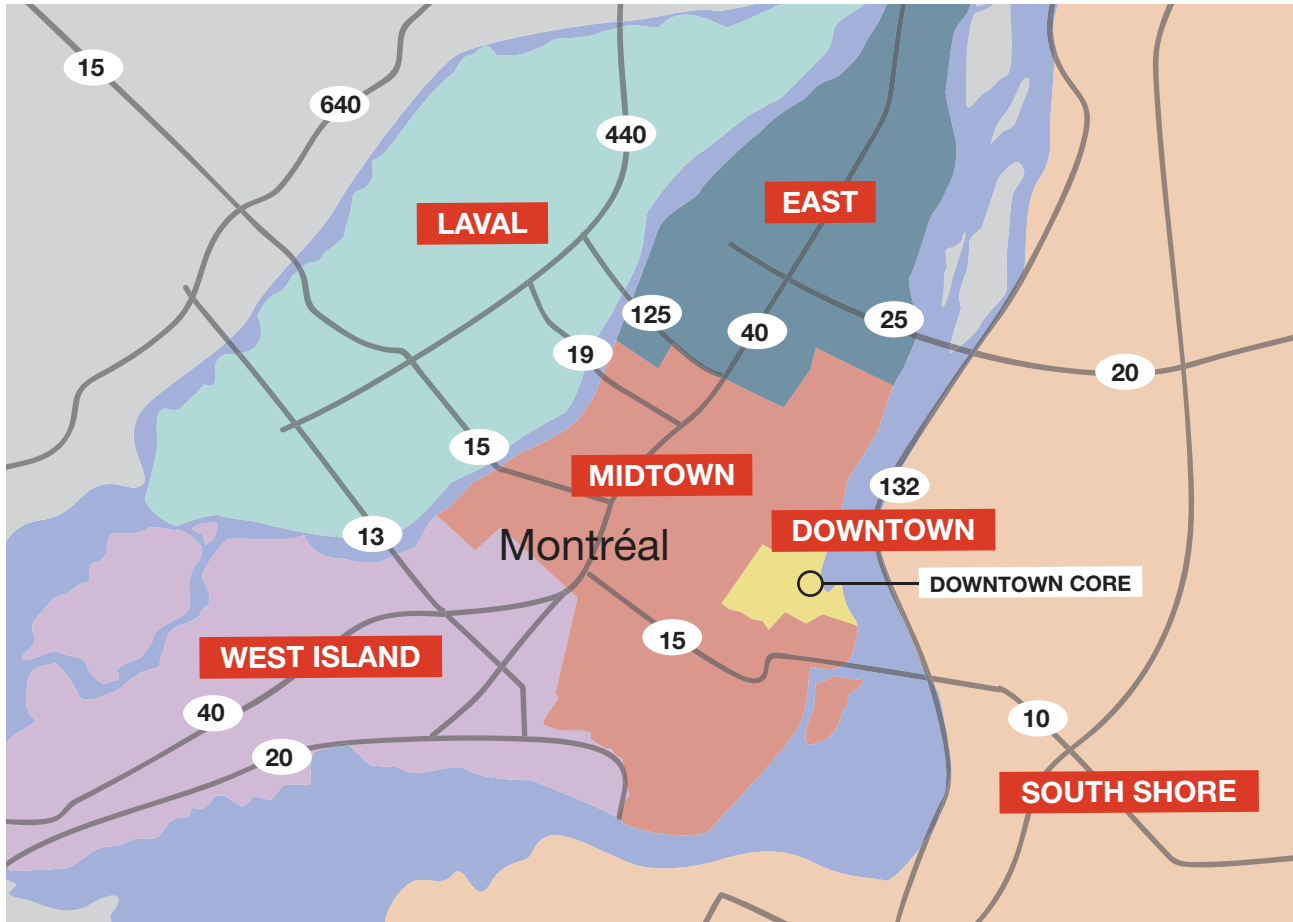 15
640
440
EAST
LAVAL
125
25
40
19
20
15
MIDTOWN
132
DOWNTOWN
13
Montréal
DOWNTOWN CORE
15
WEST ISLAND
40
10
20
SOUTH SHORE